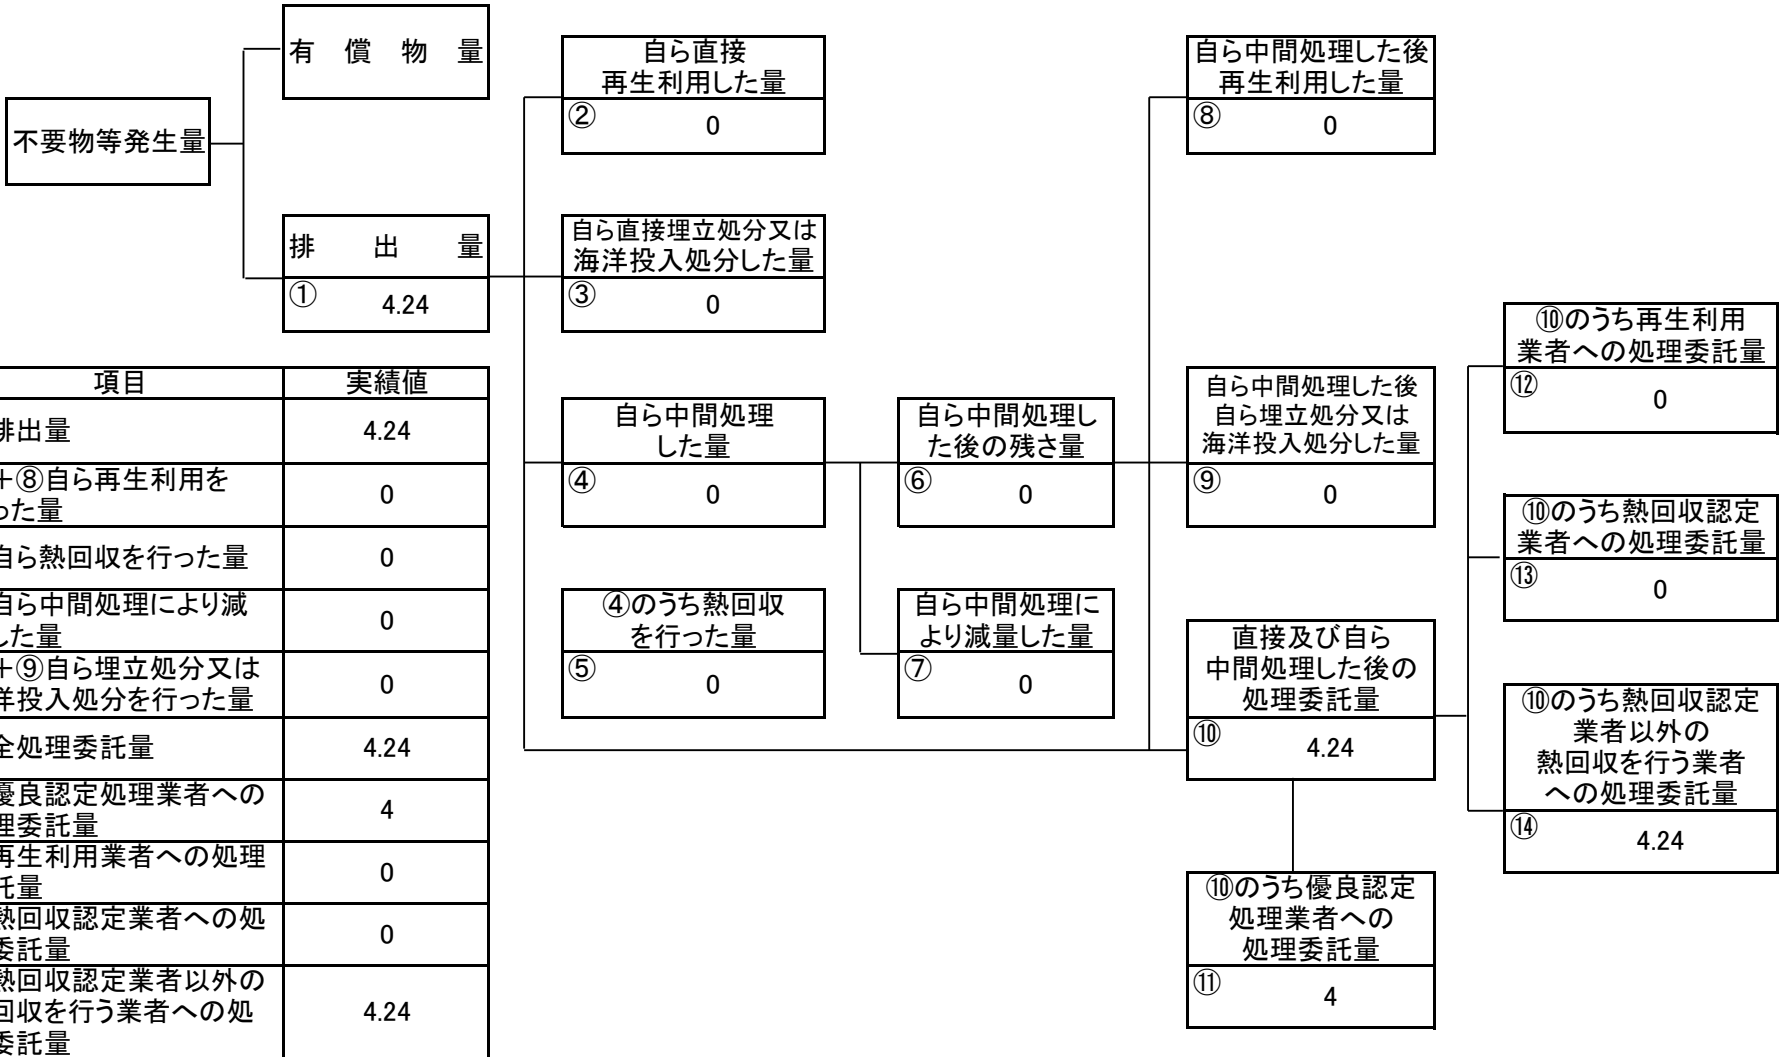 有償物量
不要物等発生量
排出量
① 4.24
自ら直接
再生利用した量
② 0
自ら直接埋立処分又は
海洋投入処分した量
③ 0
自ら中間処理
した量
④ 0
④のうち熱回収
を行った量
⑤ 0
自ら中間処理し
た後の残さ量
⑥ 0
自ら中間処理に
より減量した量
⑦ 0
自ら中間処理した後
再生利用した量
⑧ 0
自ら中間処理した後
自ら埋立処分又は
海洋投入処分した量
⑨ 0
直接及び自ら
中間処理した後の
処理委託量
⑩ 4.24
⑩のうち優良認定
処理業者への
処理委託量
⑪ 4
⑩のうち再生利用
業者への処理委託量
⑫ 0
⑩のうち熱回収認定
業者への処理委託量
⑬ 0
⑩のうち熱回収認定
業者以外の
熱回収を行う業者
への処理委託量
⑭ 4.24
項目 実績値
排出量 4.24
+⑧自ら再生利用を
った量 0
自ら熱回収を行った量 0
自ら中間処理により減
した量 0
+⑨自ら埋立処分又は
洋投入処分を行った量 0
全処理委託量 4.24
優良認定処理業者への
理委託量 4
再生利用業者への処理
託量 0
熱回収認定業者への処
委託量 0
熱回収認定業者以外の
回収を行う業者への処
委託量 4.24